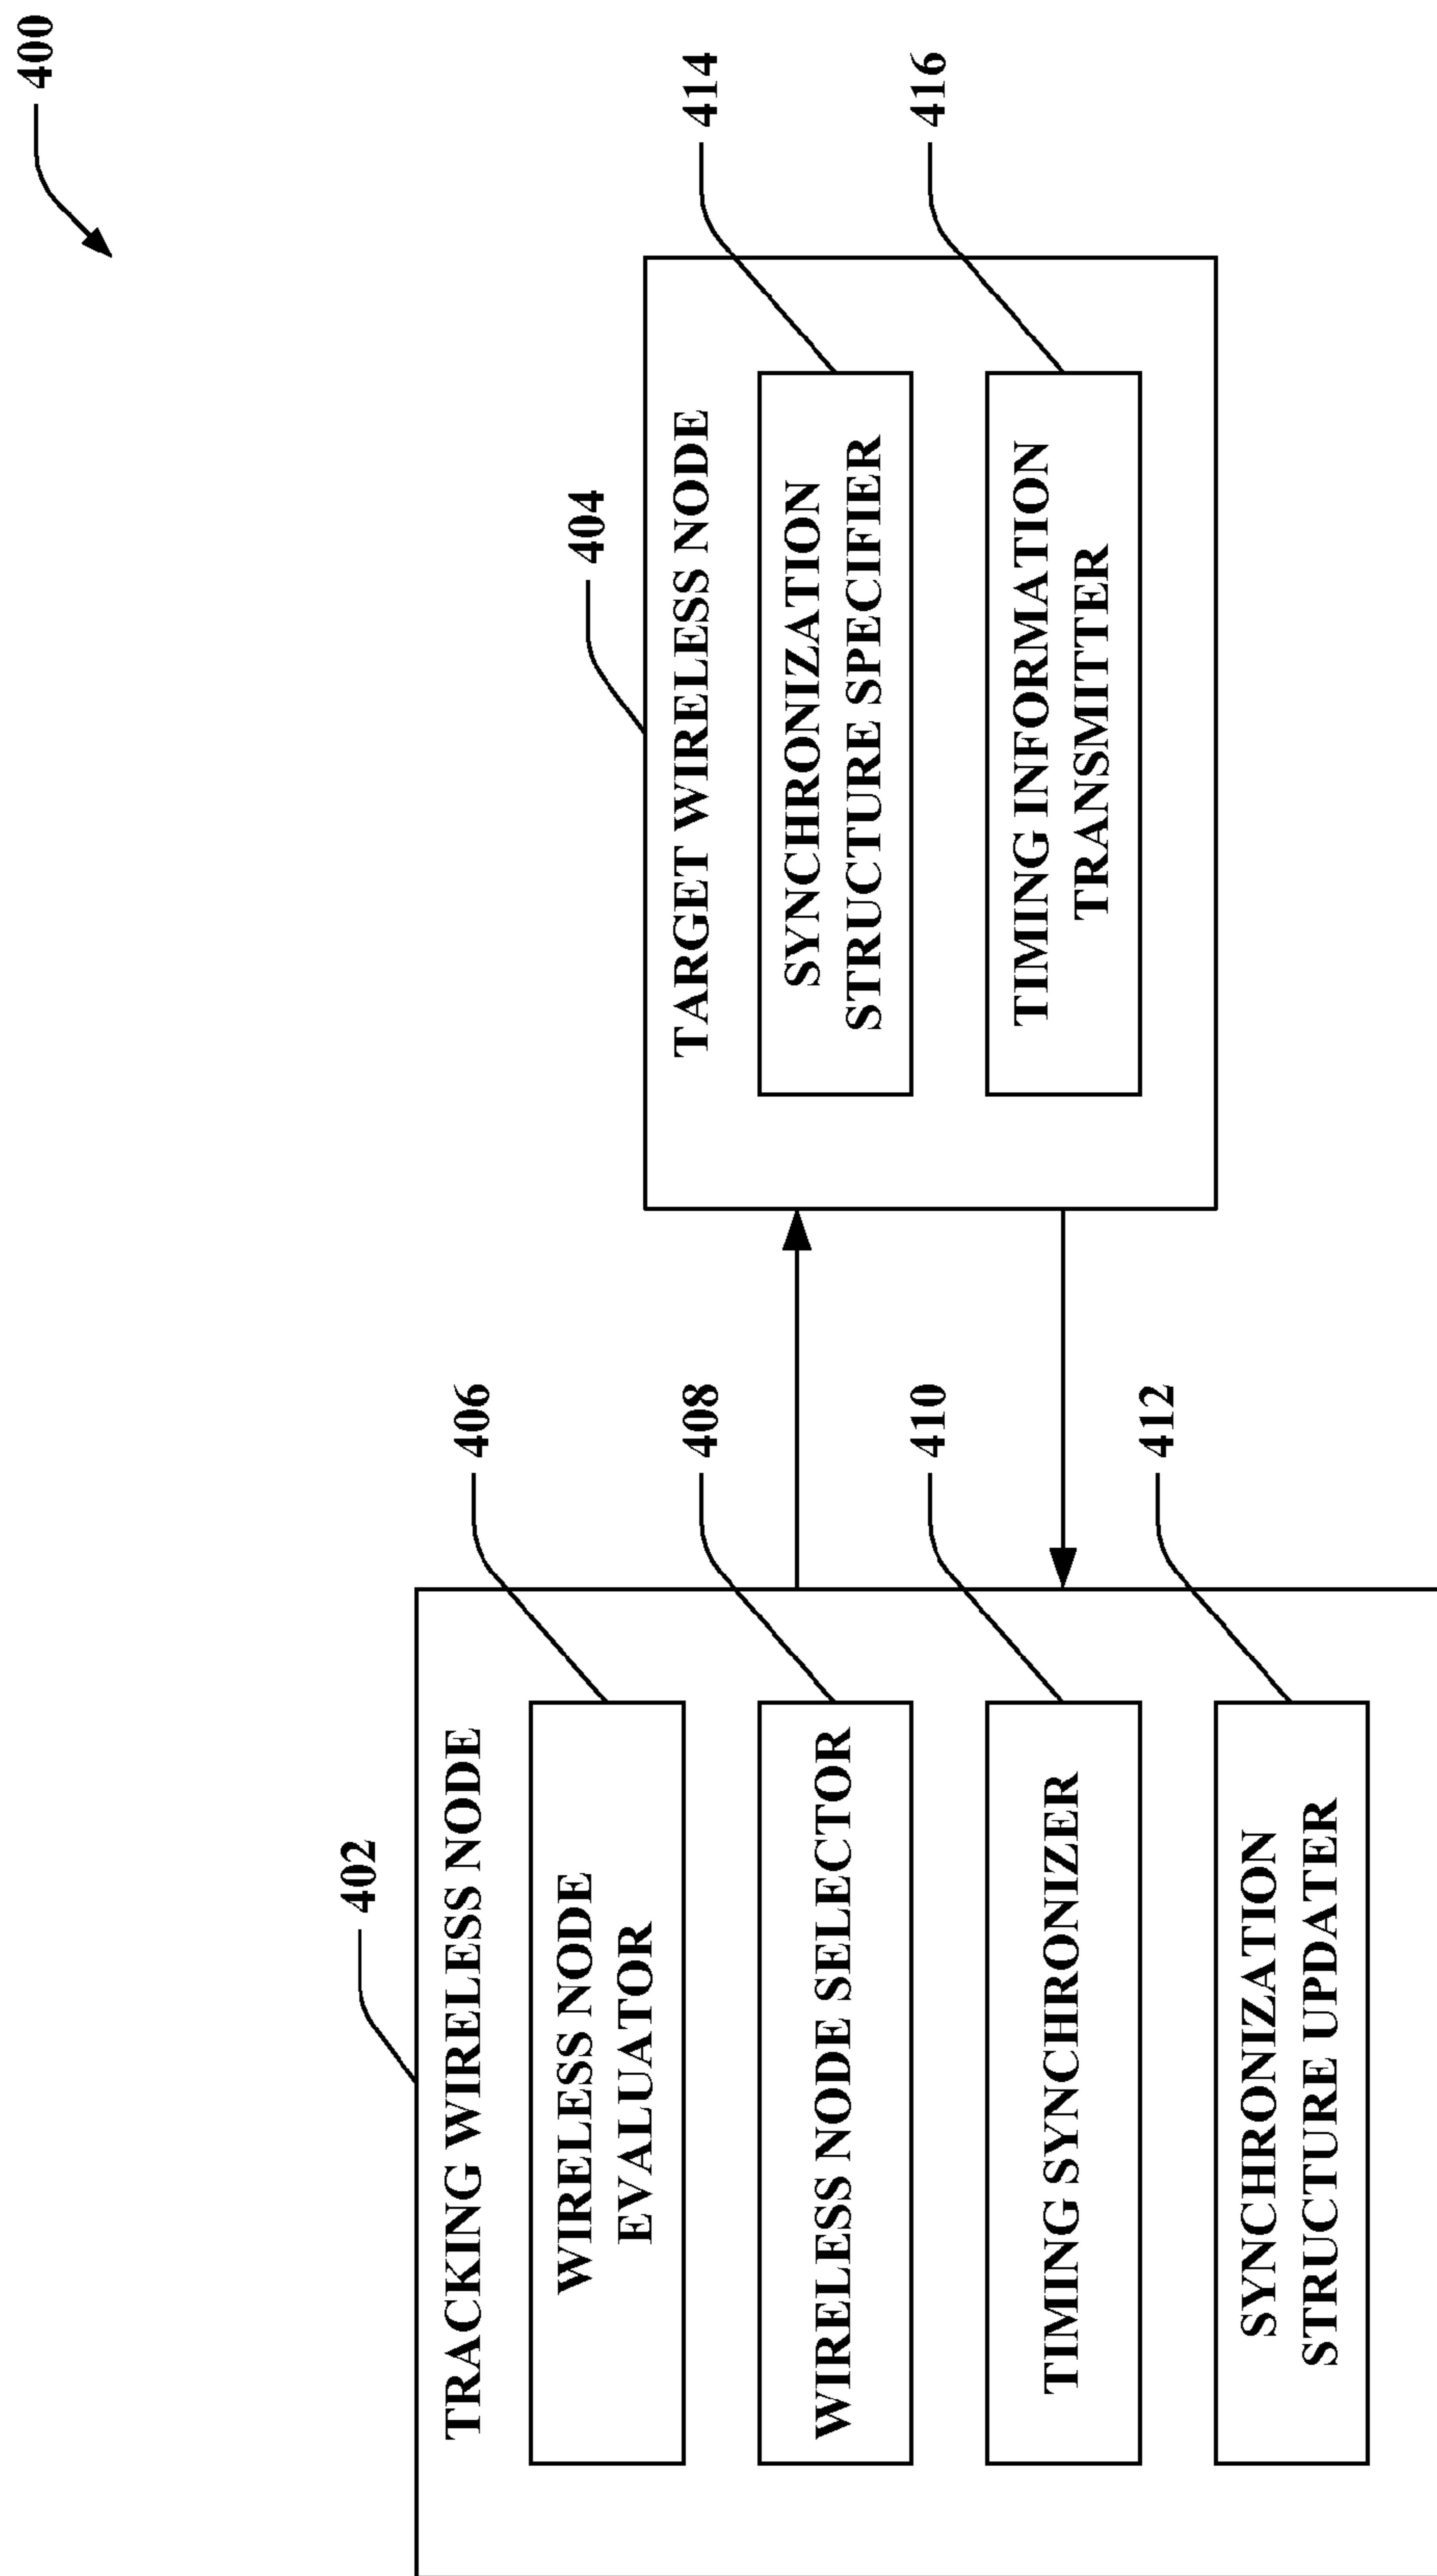 400
402
TRACKING WIRELESS NODE
406
WIRELESS NODE
EVALUATOR
408
WIRELESS NODE SELECTOR
410
TIMING SYNCHRONIZER
412
SYNCHRONIZATION
STRUCTURE UPDATER
404
TARGET WIRELESS NODE
414
SYNCHRONIZATION
STRUCTURE SPECIFIER
416
TIMING INFORMATION
TRANSMITTER